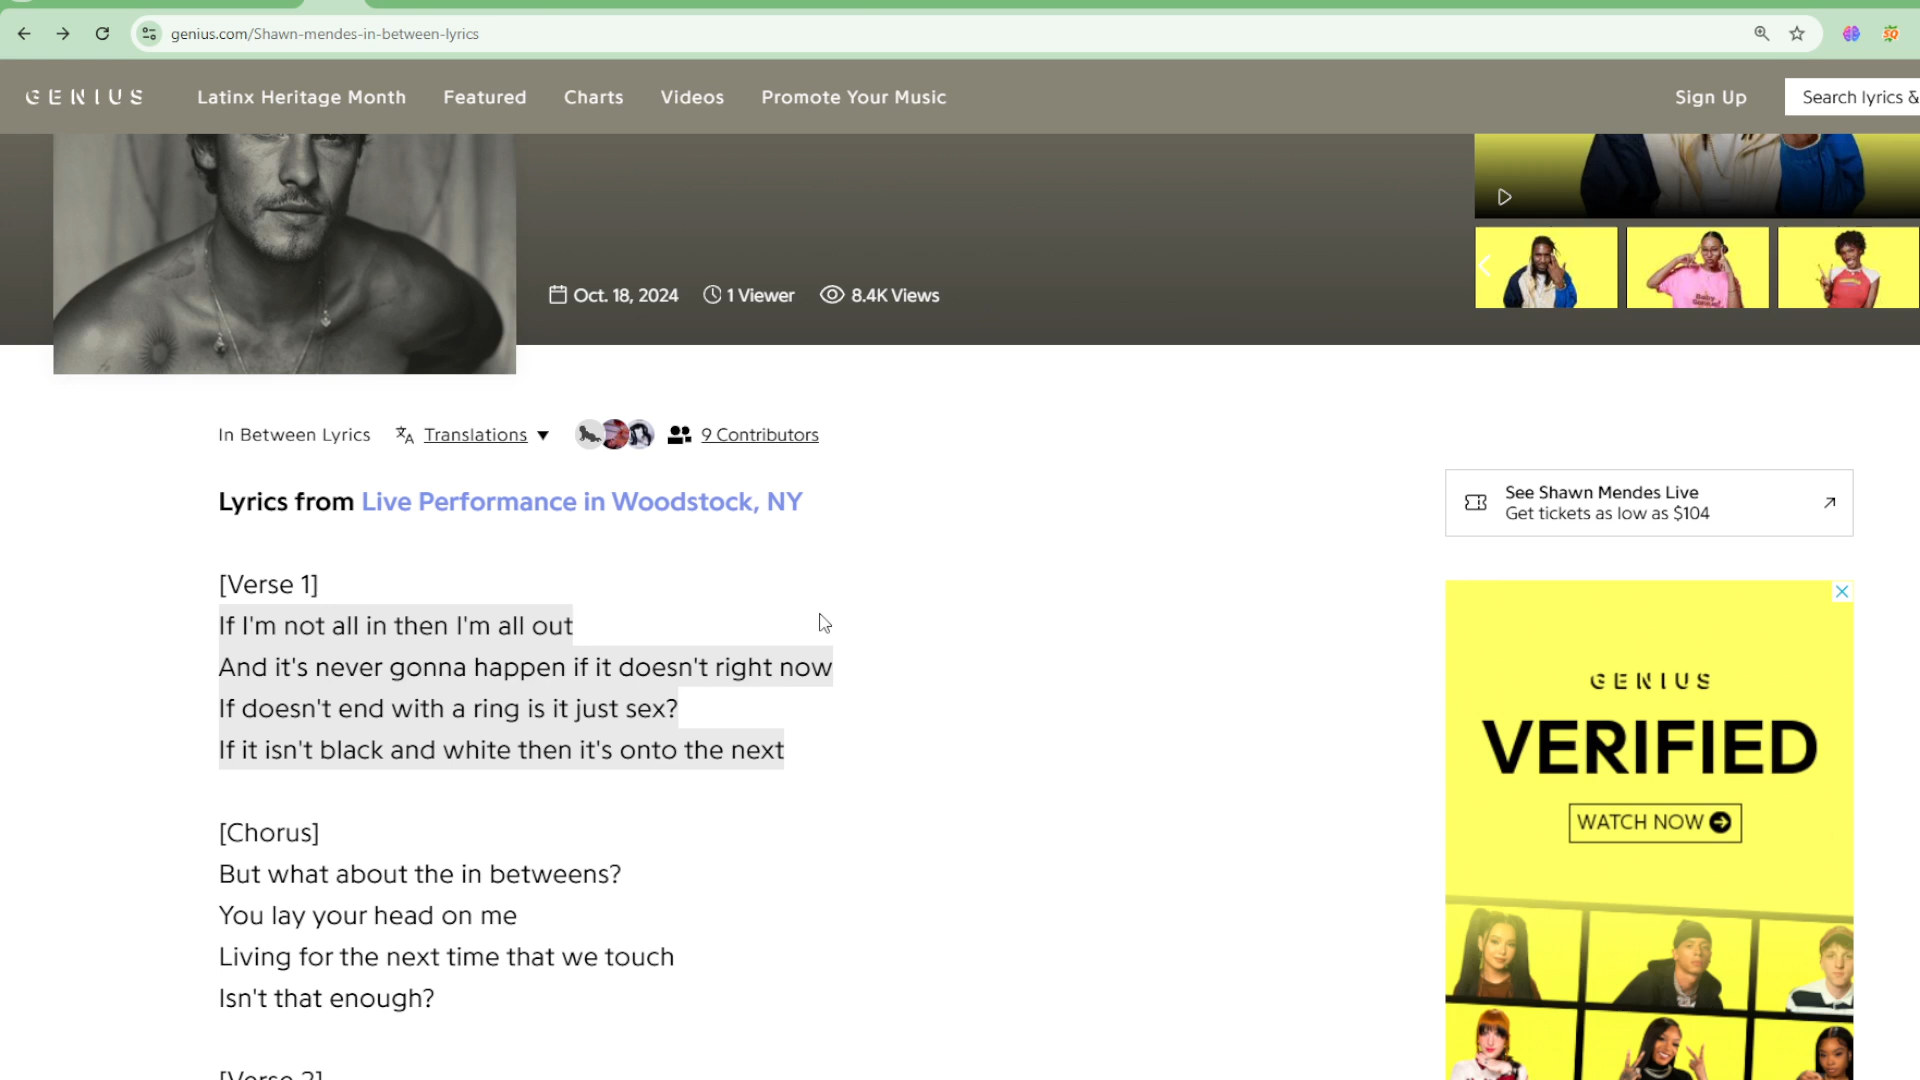 genius.com/Shawn-mendes-in-between-lyrics
SQ
GENIUS
Latinx Heritage Month
Featured
Charts
Videos
Promote Your Music
Sign Up
Search lyrics &
Oct. 18, 2024
1 Viewer
8.4K Views
In Between Lyrics
Translations
9 Contributors
Lyrics from Live Performance in Woodstock, NY
See Shawn Mendes Live
Get tickets as low as $104
[Verse 1]
If I'm not all in then I'm all out
And it's never gonna happen if it doesn't right now
If doesn't end with a ring is it just sex?
If it isn't black and white then it's onto the next
[Chorus]
But what about the in betweens?
You lay your head on me
Living for the next time that we touch
Isn't that enough?
[Verse 2]
GENIUS
VERIFIED
WATCH NOW